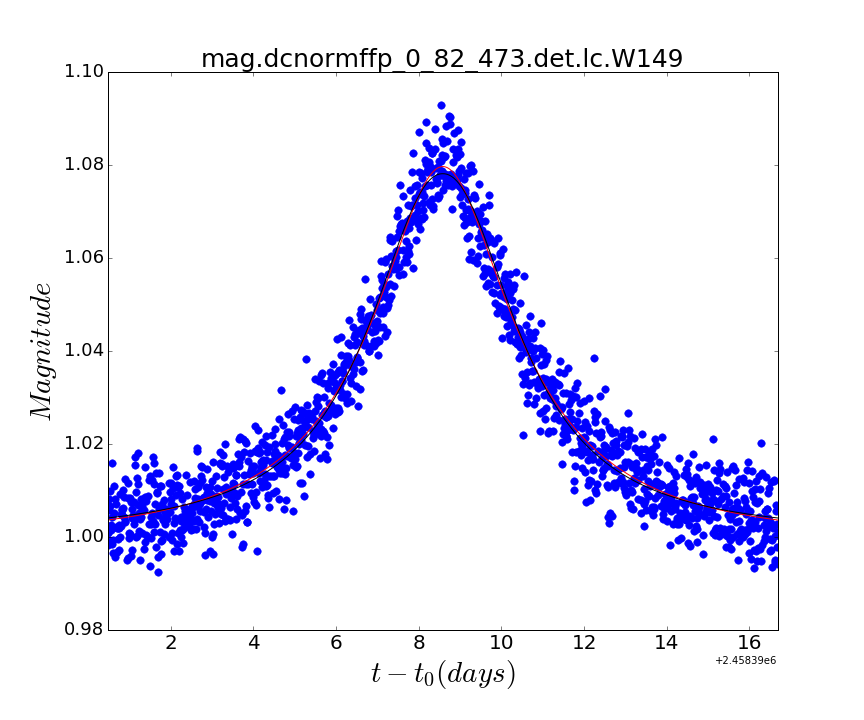 mag.dcnormffp_0_82_473.det.lc.W149
1.10
1.08
1.06
1.04
1.02
1.00
0.98
Magnitude
2 4 6 8 10 12 14 16
+2.45839e6
t − t₀(days)